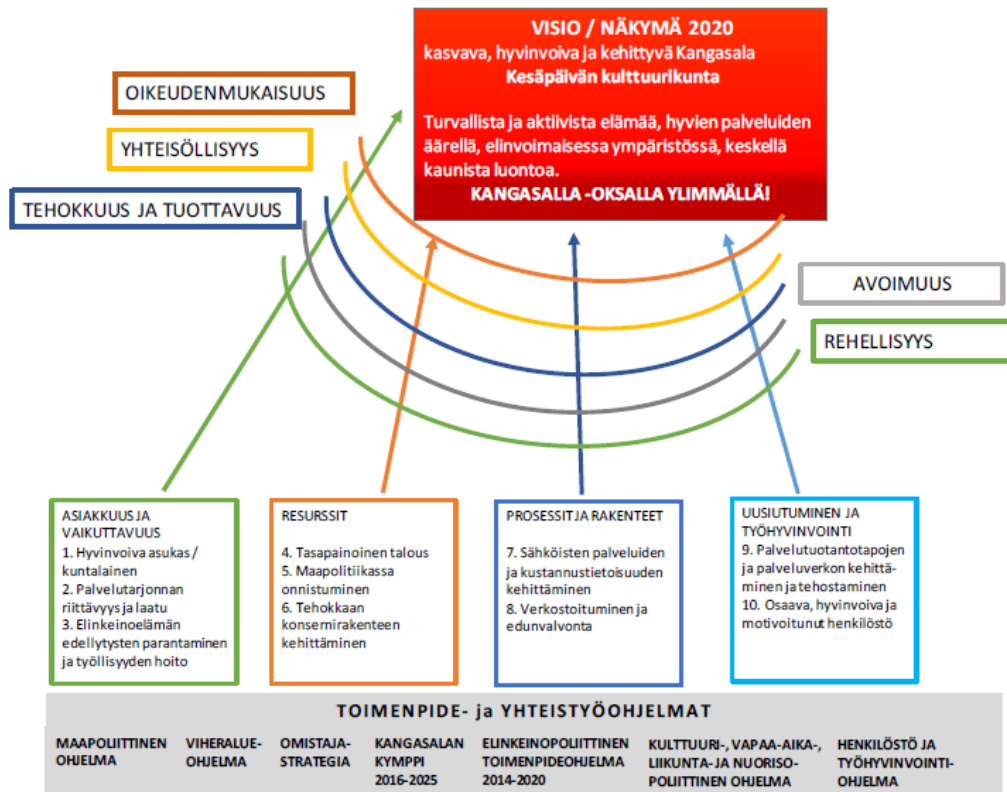 VISIO / NÄKYMÄ 2020
kasvava, hyvinvoiva ja kehittyvä Kangasala
Kesäpäivän kulttuurikunta
Turvallista ja aktiivista elämää, hyvien palveluiden
äärellä, elinvoimaisessa ympäristössä, keskellä
kaunista luontoa.
KANGASALLA -OKSALLA YLIMMÄLLÄ!
OIKEUDENMUKAISUUS
YHTEISÖLLISYYS
TEHOKKUUS JA TUOTTAVUUS
AVOIMUUS
REHELLISYYS
ASIAKKUUS JA
VAIKUTTAVUUS
1. Hyvinvoiva asukas /
kuntalainen
2. Palvelutarjonnan
riittävyys ja laatu
3. Elinkeinoelämän
edellytysten parantaminen
ja työllisyyden hoito
RESURSSIT
4. Tasapainoinen talous
5. Maapolitiikassa
onnistuminen
6. Tehokkaan
konsernirakenteen
kehittäminen
PROSESSIT JA RAKENTEET
7. Sähköisten palveluiden
ja kustannustietoisuuden
kehittäminen
8. Verkostoituminen ja
edunvalvonta
UUSIUTUMINEN JA
TYÖHYVINVOINTI
9. Palvelutuotantotapojen
ja palveluverkon kehittä-
minen ja tehostaminen
10. Osaava, hyvinvoiva ja
motivoitunut henkilöstö
TOIMENPIDE- ja YHTEISTYÖOHJELMAT
MAAPOLIITTINEN
OHJELMA
VIHERALUE-
OHJELMA
OMISTAJA-
STRATEGIA
KANGASALAN
KYMPPI
2016-2025
ELINKEINOPOLIITTINEN
TOIMENPIDEOHJELMA
2014-2020
KULTTUURI-, VAPAA-AIKA-,
LIIKUNTA- JA NUORISO-
POLIITTINEN OHJELMA
HENKILÖSTÖ JA
TYÖHYVINVOINTI-
OHJELMA